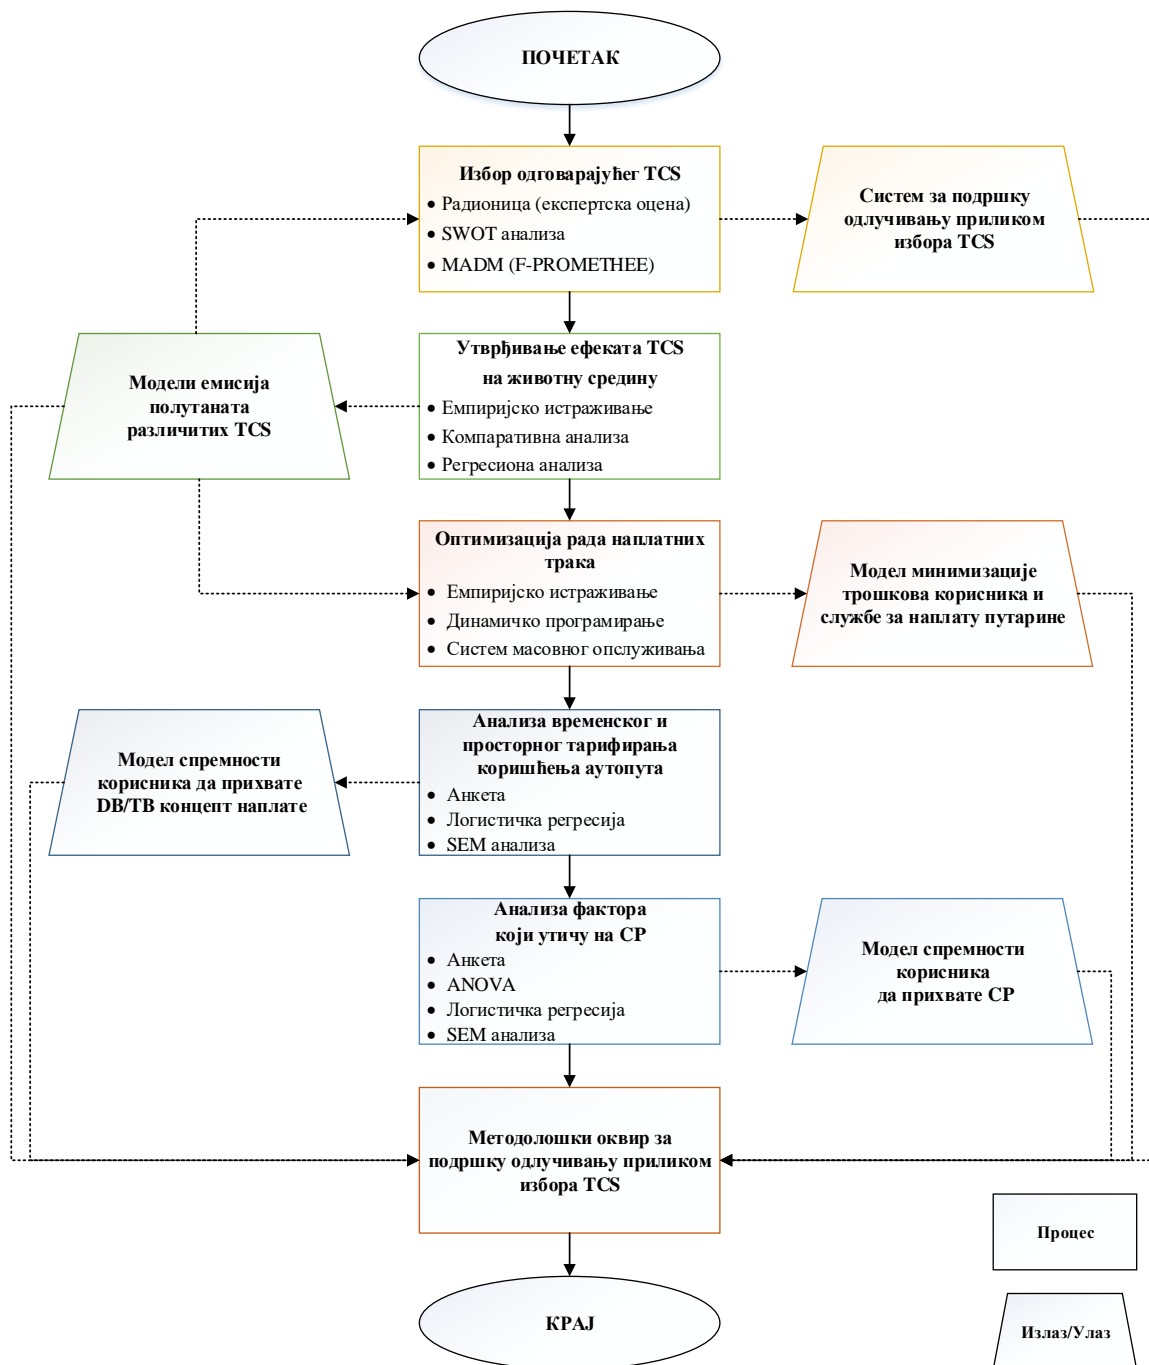 ПОЧЕТАК
Избор одговарајућег TCS
• Радионица (експертска оцена)
• SWOT анализа
• MADM (F-PROMETHEE)
Систем за подршку
одлучивању приликом
избора TCS
Утврђивање ефеката TCS
на животну средину
• Емпиријско истраживање
• Компаративна анализа
• Регресиона анализа
Модели емисија
полутаната
различитих TCS
Оптимизација рада наплатних
трака
• Емпиријско истраживање
• Динамичко програмирање
• Систем масовног опслуживања
Модел минимизације
трошкова корисника и
службе за наплату путарине
Анализа временског и
просторног тарифирања
коришћења аутопута
• Анкета
• Логистичка регресија
• SEM анализа
Модел спремности
корисника да прихвате
DB/TB концепт наплате
Анализа фактора
који утичу на CP
• Анкета
• ANOVA
• Логистичка регресија
• SEM анализа
Модел спремности
корисника
да прихвате CP
Методолошки оквир за
подршку одлучивању приликом
избора TCS
Процес
КРАЈ
Излаз/Улаз